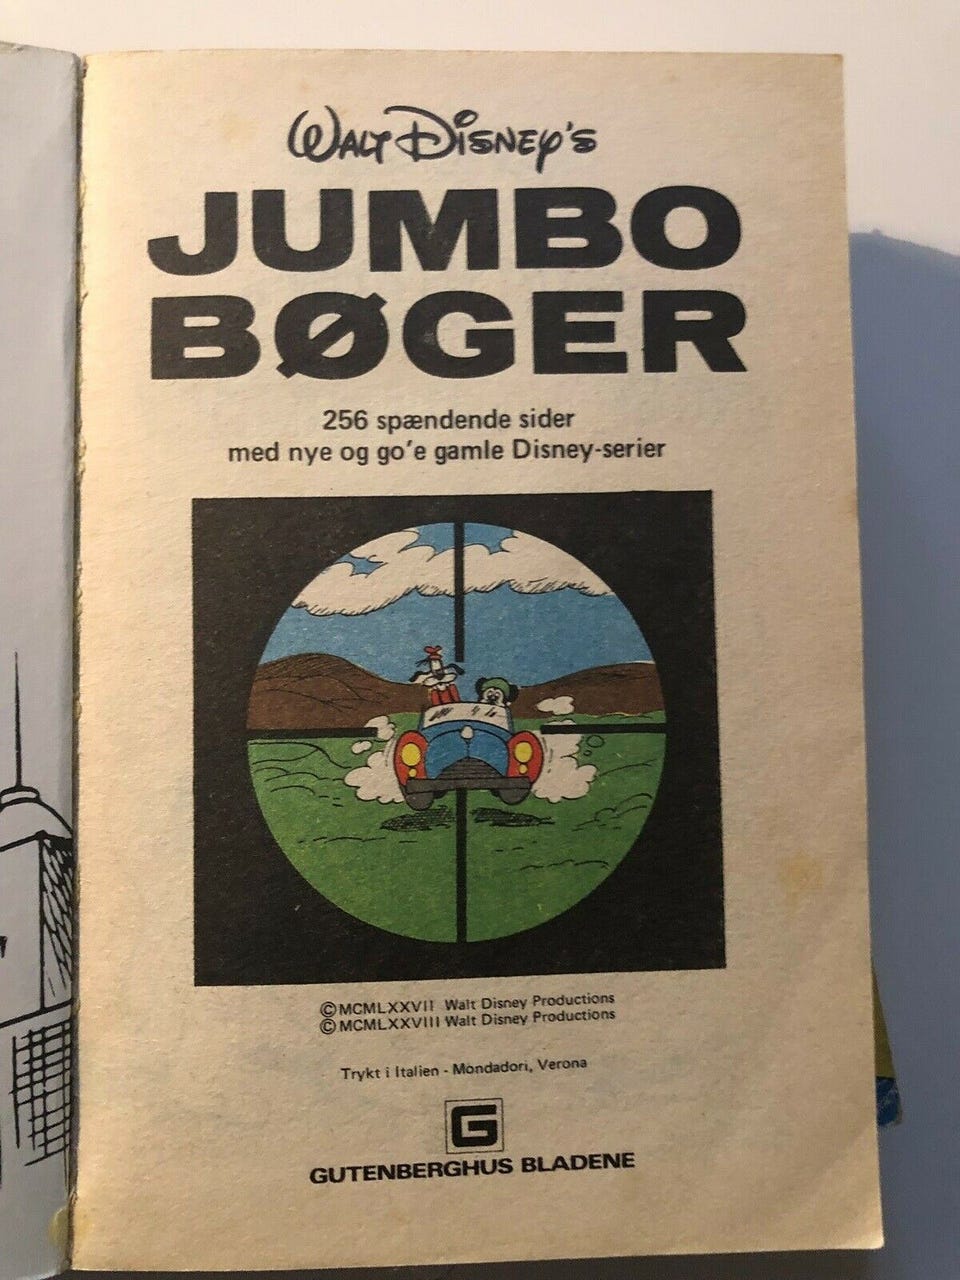 WALT DISNEY'S
JUMBO
BØGER
256 spændende sider
med nye og go'e gamle Disney-serier
©MCMLXXVII Walt Disney Productions
©MCMLXXVIII Walt Disney Productions
Trykt i Italien - Mondadori, Verona
G
GUTENBERGHUS BLADENE